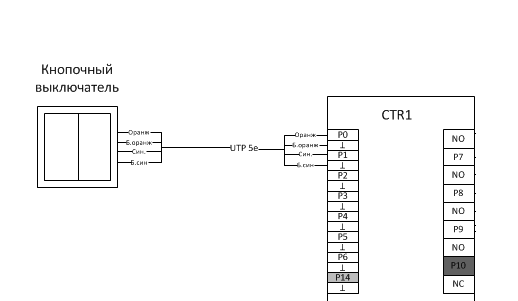 Кнопочный
выключатель
CTR1
Оранж
Б.оранж
Син.
Б.син
UTP 5e
Оранж
Б.оранж
Син.
Б.син
P0
⊥
P1
⊥
P2
⊥
P3
⊥
P4
⊥
P5
⊥
P6
⊥
P14
⊥
NO
P7
NO
P8
NO
P9
NO
P10
NC